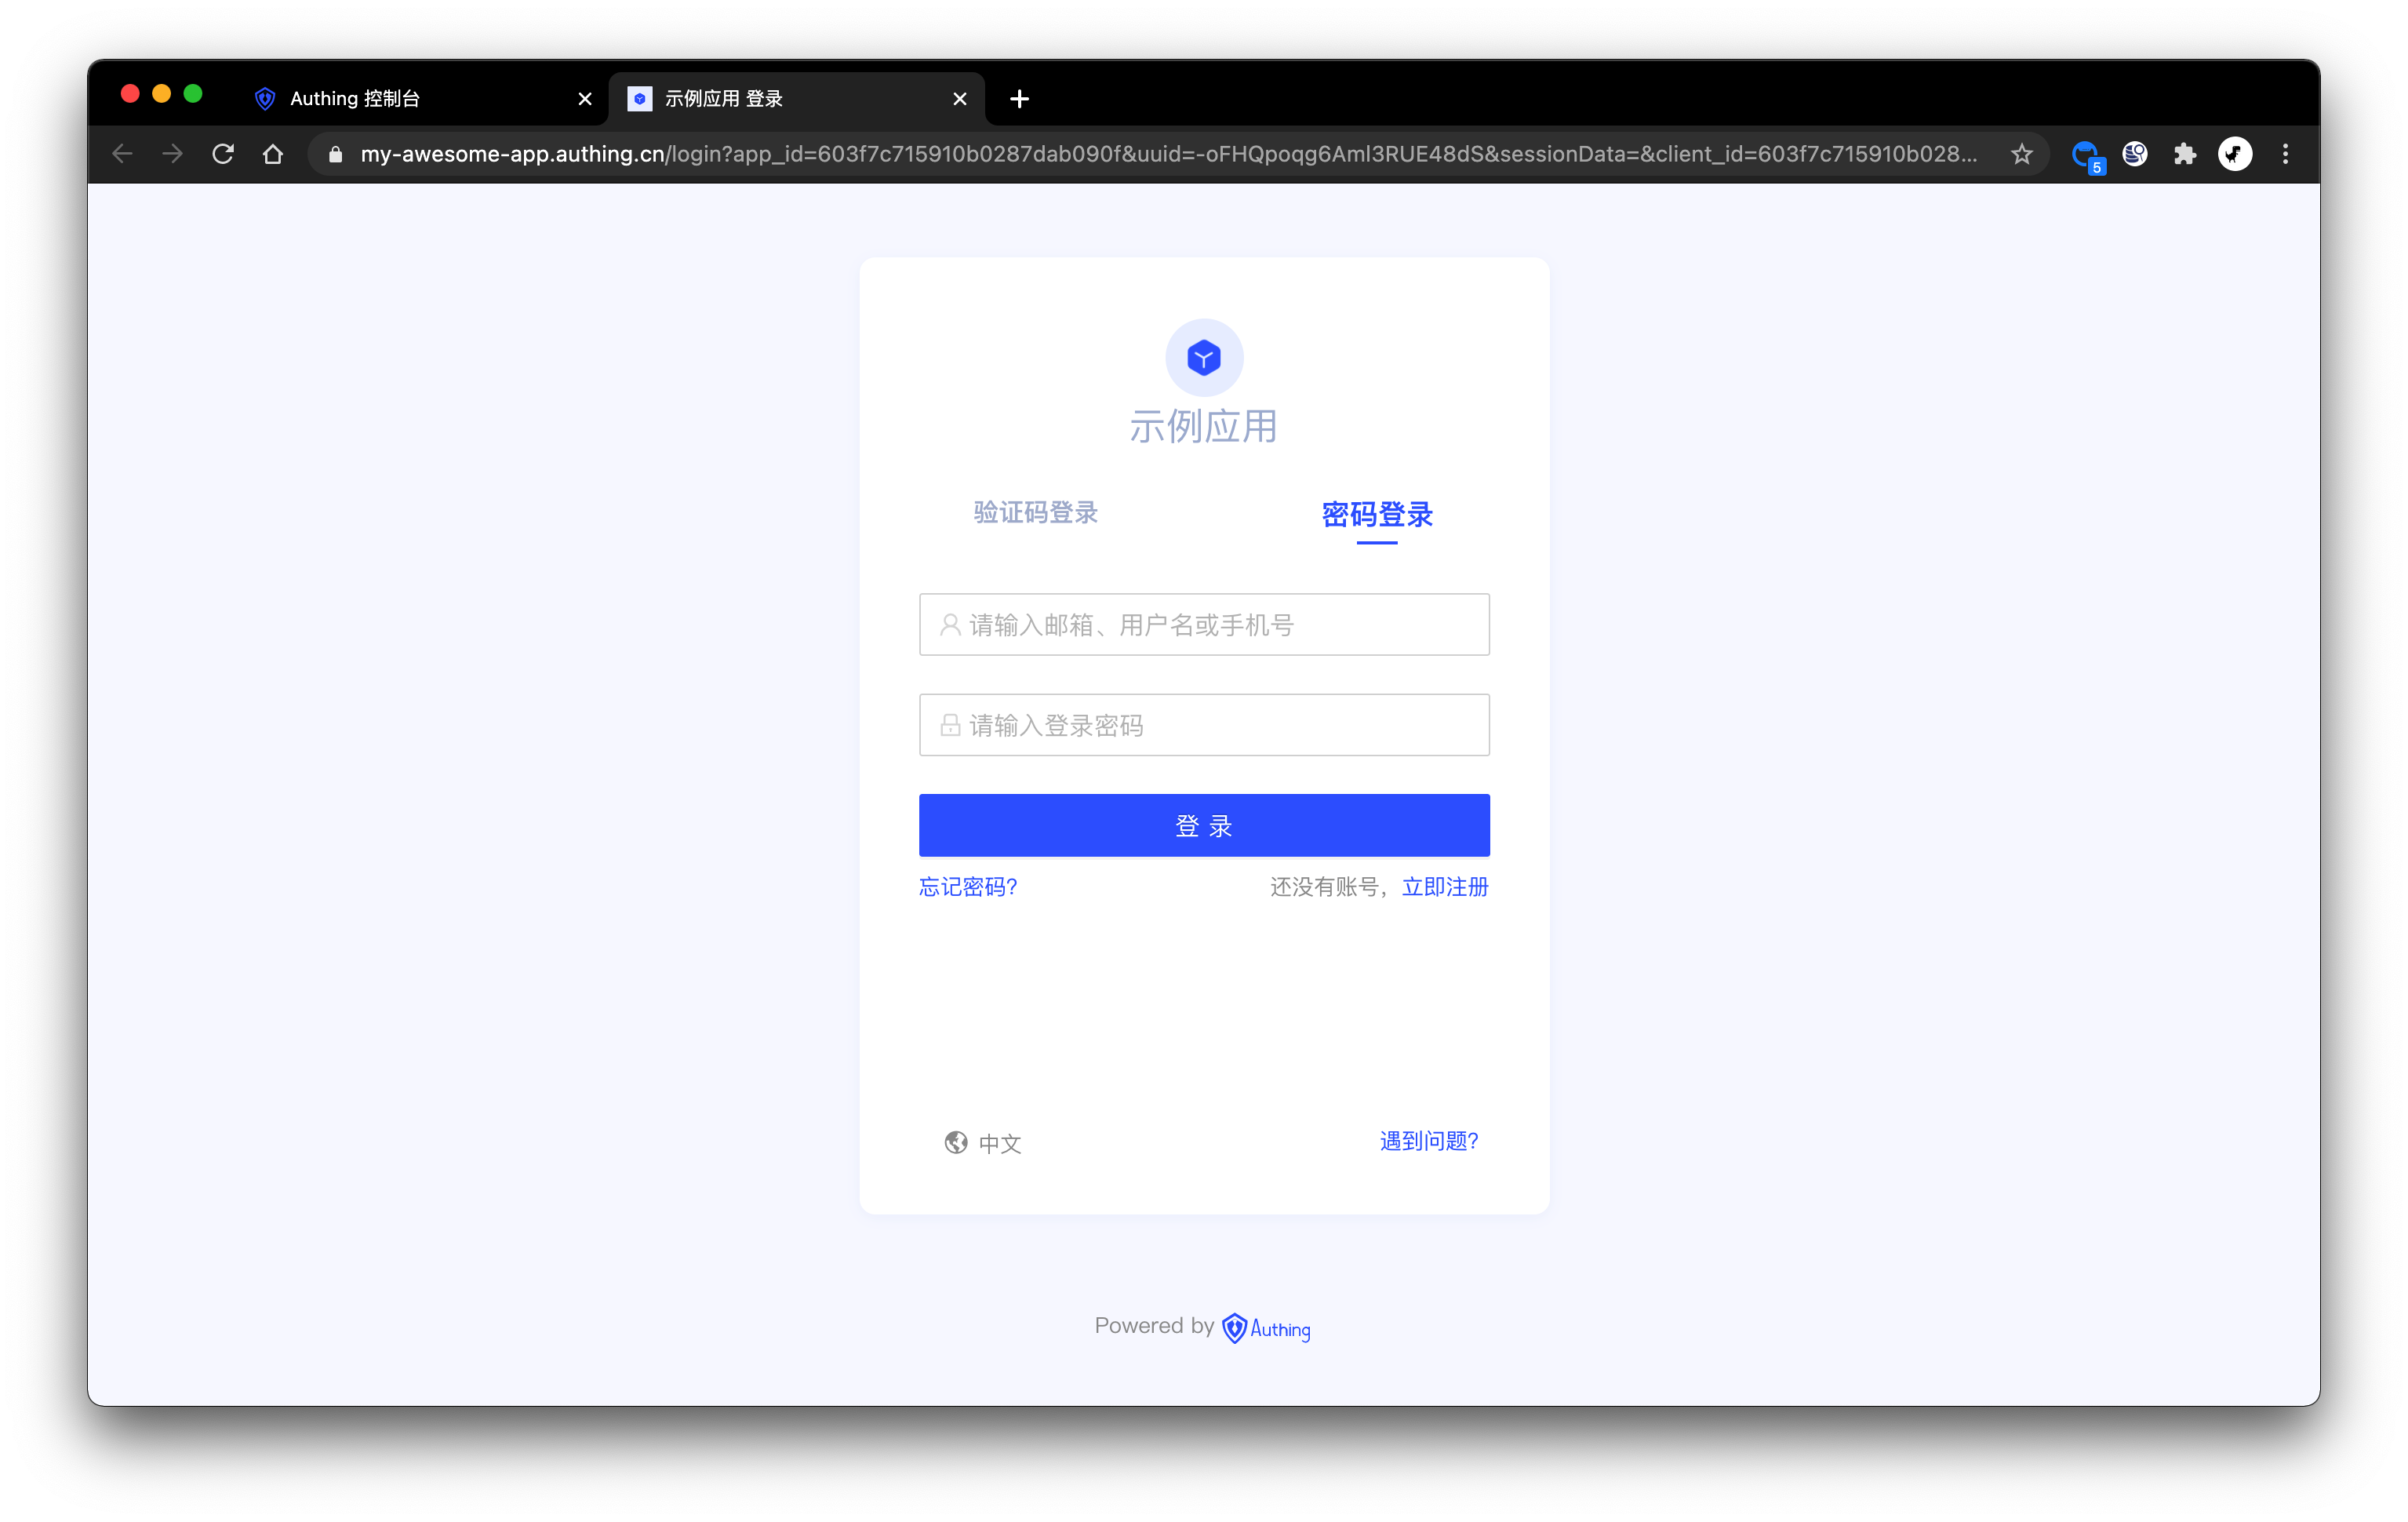 Authing 控制台
示例应用 登录
my-awesome-app.authing.cn/login?app_id=603f7c715910b0287dab090f&uuid=-oFHQpoqg6Aml3RUE48dS&sessionData=&client_id=603f7c715910b028...
5
示例应用
验证码登录
密码登录
请输入邮箱、用户名或手机号
请输入登录密码
登 录
忘记密码?
还没有账号，立即注册
中文
遇到问题?
Powered by Authing